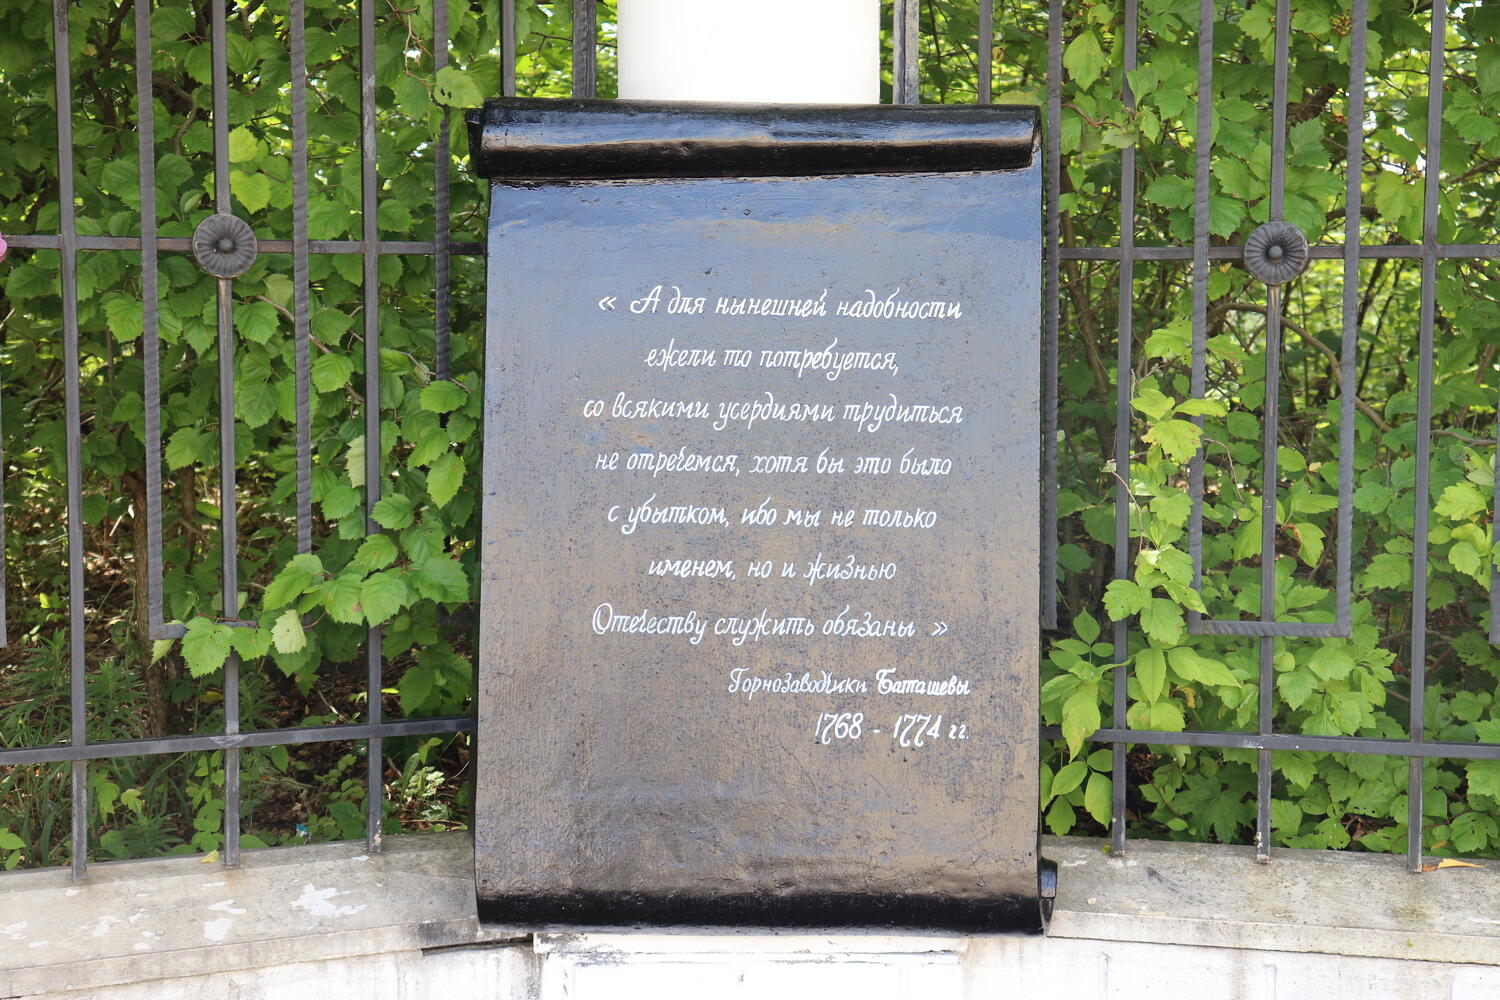 « А для нынешней надобности
ежели то потребуется,
со всякими усердиями трудиться
не отречемся, хотя бы это было
с убытком, ибо мы не только
именем, но и жизнью
Отечеству служить обязаны »
Горнозаводчики Баташевы
1768 - 1774 гг.